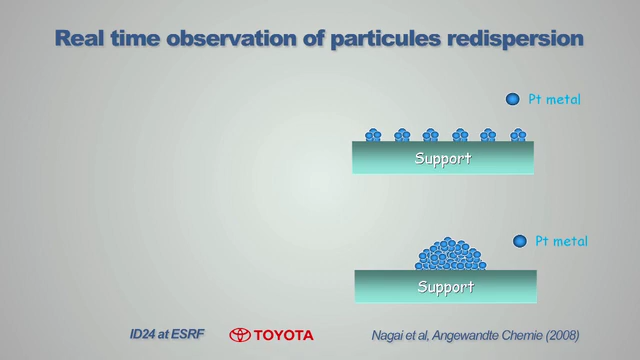 Real time observation of particules redispersion
Pt metal
Support
Pt metal
Support
ID24 at ESRF
TOYOTA
Nagai et al, Angewandte Chemie (2008)